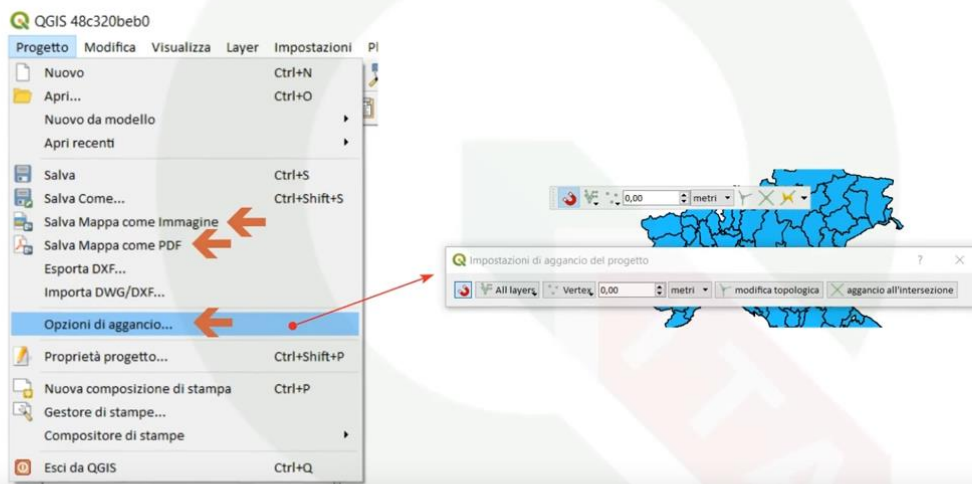 QGIS 48c320beb0
Progetto Modifica Visualizza Layer Impostazioni Pl
Nuovo Ctrl+N
Apri... Ctrl+O
Nuovo da modello
Apri recenti
Salva Ctrl+S
Salva Come... Ctrl+Shift+S
Salva Mappa come Immagine
Salva Mappa come PDF
Esporta DXF...
Importa DWG/DXF...
Opzioni di aggancio...
Proprietà progetto... Ctrl+Shift+P
Nuova composizione di stampa Ctrl+P
Gestore di stampe...
Compositore di stampe
Esci da QGIS Ctrl+Q
0,00 metri
Impostazioni di aggancio del progetto
All layers Vertex 0,00 metri modifica topologica aggancio all'intersezione
ITA